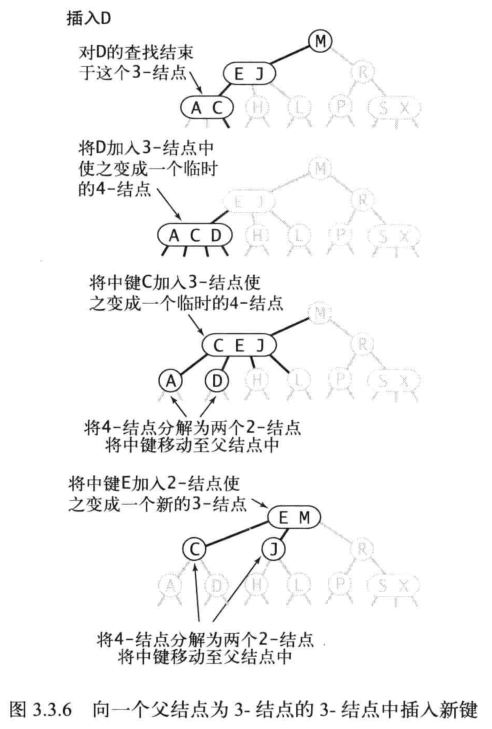 插入D
对D的查找结束
于这个3-结点
M
E J
R
A C
H
L
P
S X
将D加入3-结点中
使之变成一个临时
的4-结点
M
E J
R
A C D
H
L
P
S X
将中键C加入3-结点使
之变成一个临时的4-结点
M
C E J
R
A
D
H
L
P
S X
将4-结点分解为两个2-结点
将中键移动至父结点中
将中键E加入2-结点使
之变成一个新的3-结点
E M
C
J
R
A
D
H
L
P
S X
将4-结点分解为两个2-结点
将中键移动至父结点中
图 3.3.6 向一个父结点为 3- 结点的 3- 结点中插入新键